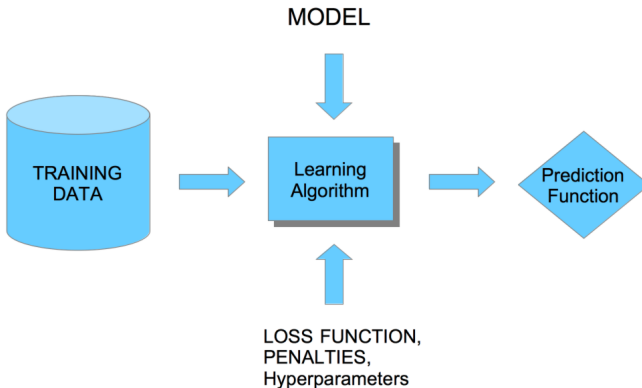 MODEL
TRAINING
DATA
Learning
Algorithm
Prediction
Function
LOSS FUNCTION,
PENALTIES,
Hyperparameters